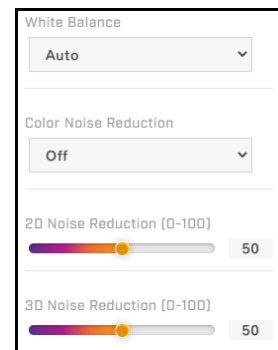 White Balance
Auto
Color Noise Reduction
Off
2D Noise Reduction (0-100)
50
3D Noise Reduction (0-100)
50